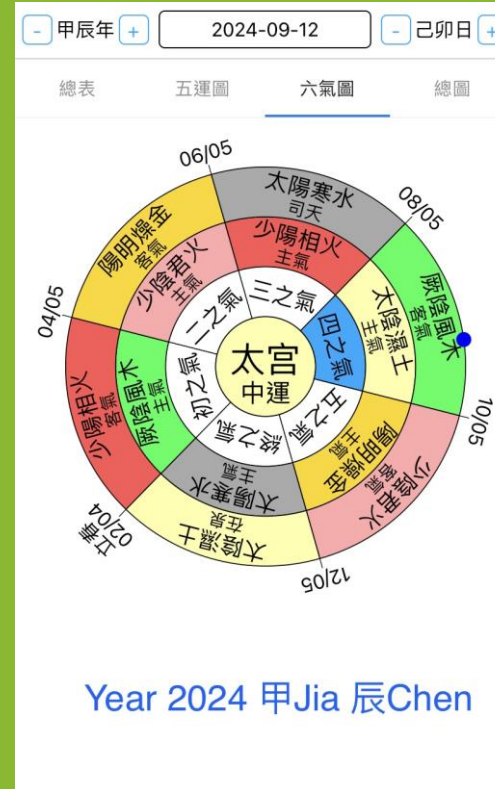 - 甲辰年 + 2024-09-12 - 己卯日 +
總表 五運圖 六氣圖 總圖
06/05
08/05
10/05
12/05
立春
02/04
04/05
太陽寒水
司天
厥陰風木
客氣
少陰君火
客氣
太陰濕土
在泉
少陽相火
客氣
陽明燥金
客氣
少陽相火
主氣
太陰濕土
主氣
陽明燥金
主氣
太陽寒水
主氣
厥陰風木
主氣
少陰君火
主氣
三之氣
四之氣
五之氣
終之氣
初之氣
二之氣
太宮
中運
Year 2024 甲Jia 辰Chen